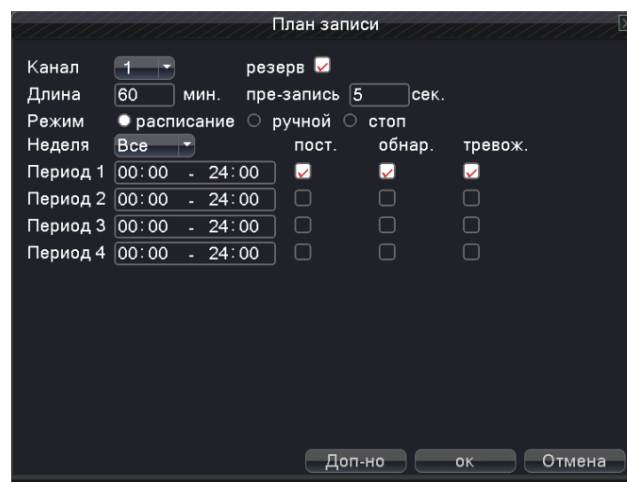 План записи
Канал 1 резерв
Длина 60 мин. пре-запись 5 сек.
Режим расписание ручной стоп
Неделя Все пост. обнар. тревож.
Период 1 00:00 - 24:00
Период 2 00:00 - 24:00
Период 3 00:00 - 24:00
Период 4 00:00 - 24:00
Доп-но ок Отмена